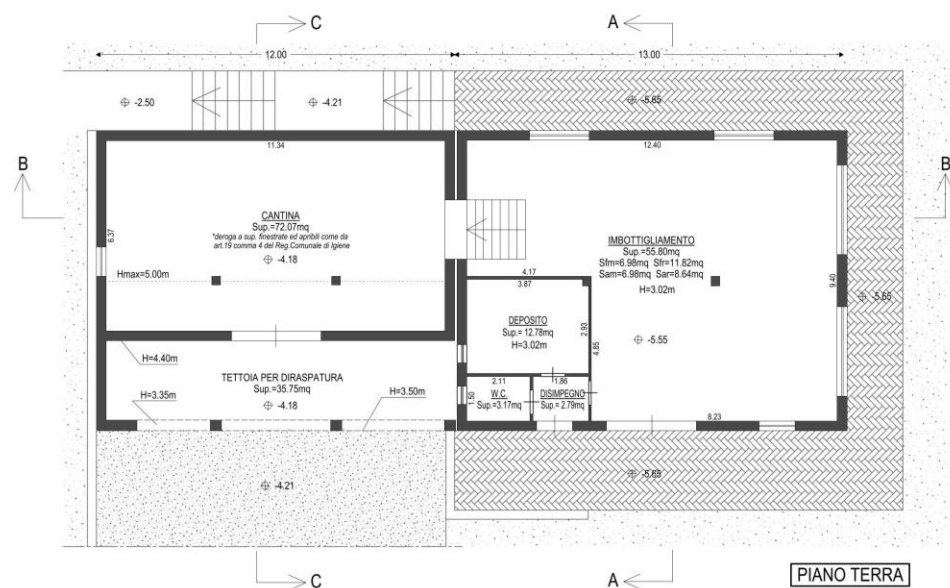 C
A
12.00
13.00
-2.50
-4.21
-5.65
11.34
12.40
B
B
CANTINA
Sup.=72.07mq
*deroga a sup. finestrate ed apribili come da
art.19 comma 4 del Reg.Comunale di Igiene
-4.18
6.37
Hmax=5.00m
IMBOTTIGLIAMENTO
Sup.=55.80mq
Sfm=6.98mq Sfr=11.82mq
Sam=6.98mq Sar=8.64mq
H=3.02m
9.40
-5.65
4.17
3.87
DEPOSITO
Sup.= 12.78mq
H=3.02m
2.93
4.85
-5.55
H=4.40m
TETTOIA PER DIRASPATURA
Sup.=35.75mq
-4.18
H=3.35m
H=3.50m
2.11
1.86
1.50
W.C.
Sup.=3.17mq
DISIMPEGNO
Sup.= 2.79mq
8.23
-4.21
-5.65
C
A
PIANO TERRA